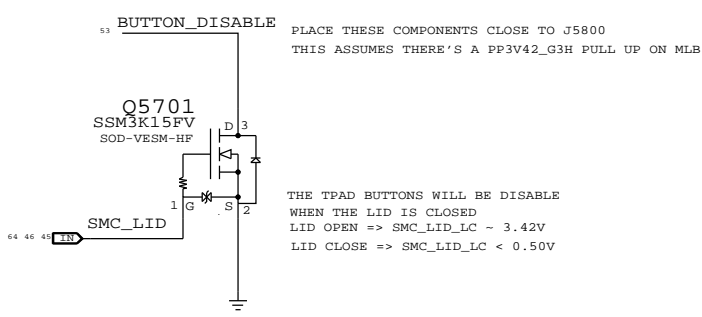 53 BUTTON_DISABLE
PLACE THESE COMPONENTS CLOSE TO J5800
THIS ASSUMES THERE'S A PP3V42_G3H PULL UP ON MLB
Q5701
SSM3K15FV
SOD-VESM-HF
D 3
1 G S 2
SMC_LID
64 46 45 IN
THE TPAD BUTTONS WILL BE DISABLE
WHEN THE LID IS CLOSED
LID OPEN => SMC_LID_LC ~ 3.42V
LID CLOSE => SMC_LID_LC < 0.50V